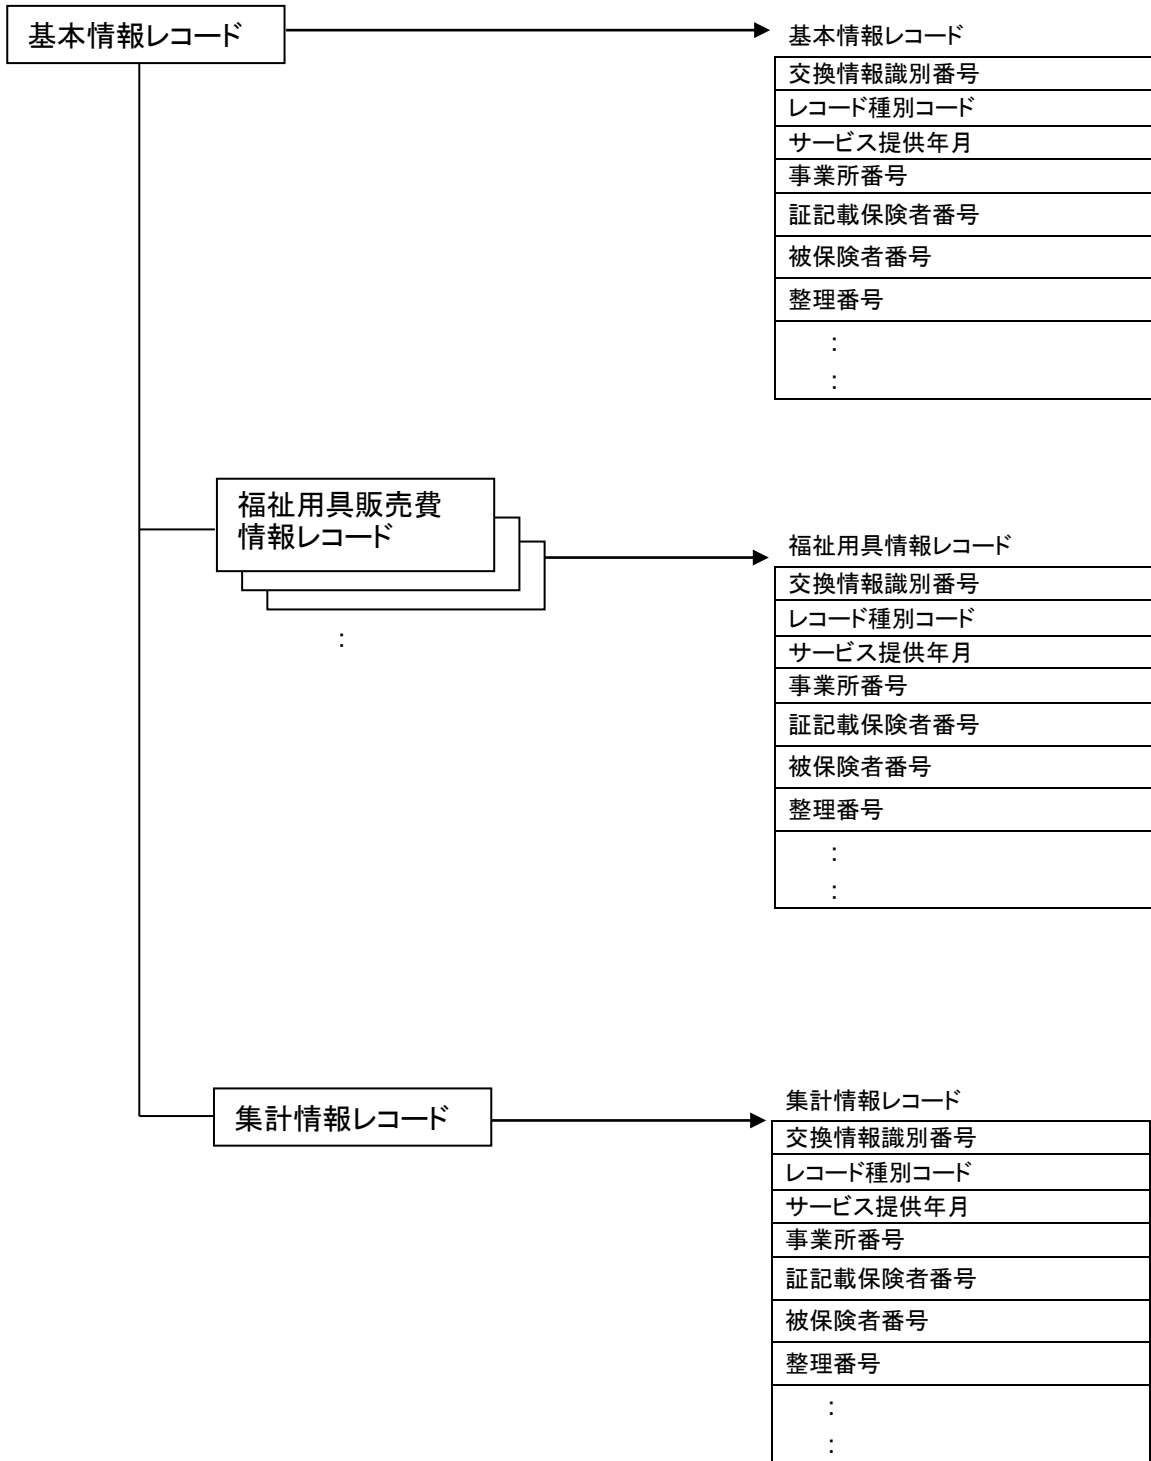 基本情報レコード
基本情報レコード
交換情報識別番号
レコード種別コード
サービス提供年月
事業所番号
証記載保険者番号
被保険者番号
整理番号
:
:
福祉用具販売費
情報レコード
:
福祉用具情報レコード
交換情報識別番号
レコード種別コード
サービス提供年月
事業所番号
証記載保険者番号
被保険者番号
整理番号
:
:
集計情報レコード
集計情報レコード
交換情報識別番号
レコード種別コード
サービス提供年月
事業所番号
証記載保険者番号
被保険者番号
整理番号
:
: